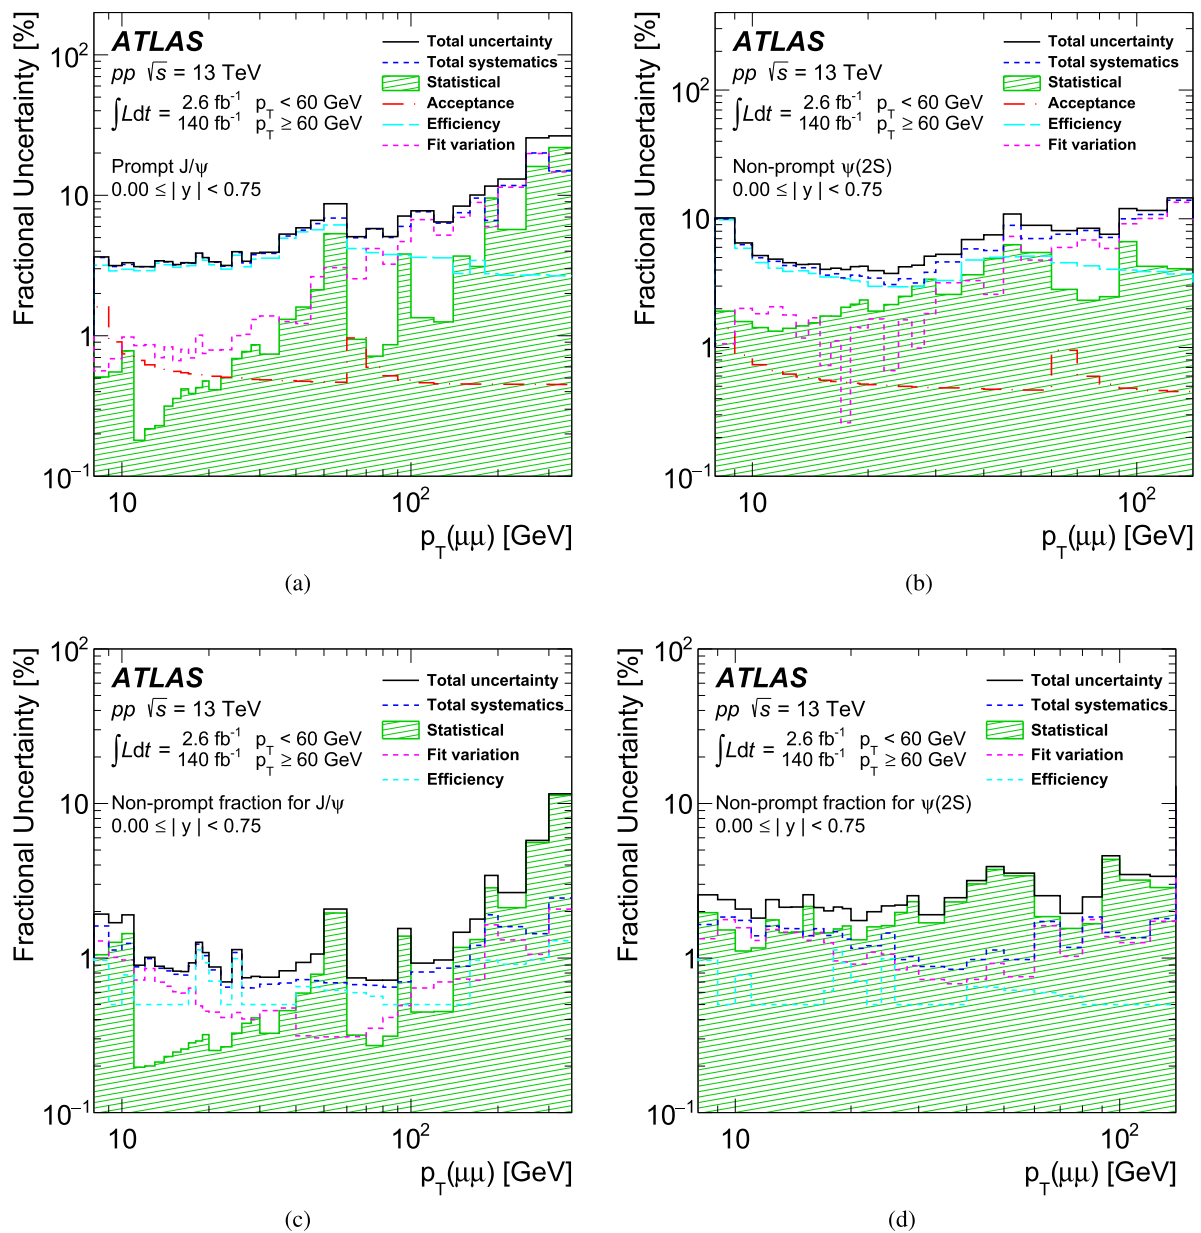 Fractional Uncertainty [%]
ATLAS
pp √s = 13 TeV
∫Ldt = 2.6 fb⁻¹ p_T < 60 GeV
140 fb⁻¹ p_T ≥ 60 GeV
Prompt J/ψ
0.00 ≤ | y | < 0.75
Total uncertainty
Total systematics
Statistical
Acceptance
Efficiency
Fit variation
10²
10
1
10⁻¹
10 10²
p_T(μμ) [GeV]
(a)
Fractional Uncertainty [%]
ATLAS
pp √s = 13 TeV
∫Ldt = 2.6 fb⁻¹ p_T < 60 GeV
140 fb⁻¹ p_T ≥ 60 GeV
Non-prompt ψ(2S)
0.00 ≤ | y | < 0.75
Total uncertainty
Total systematics
Statistical
Acceptance
Efficiency
Fit variation
10²
10
1
10⁻¹
10 10²
p_T(μμ) [GeV]
(b)
Fractional Uncertainty [%]
ATLAS
pp √s = 13 TeV
∫Ldt = 2.6 fb⁻¹ p_T < 60 GeV
140 fb⁻¹ p_T ≥ 60 GeV
Non-prompt fraction for J/ψ
0.00 ≤ | y | < 0.75
Total uncertainty
Total systematics
Statistical
Fit variation
Efficiency
10²
10
1
10⁻¹
10 10²
p_T(μμ) [GeV]
(c)
Fractional Uncertainty [%]
ATLAS
pp √s = 13 TeV
∫Ldt = 2.6 fb⁻¹ p_T < 60 GeV
140 fb⁻¹ p_T ≥ 60 GeV
Non-prompt fraction for ψ(2S)
0.00 ≤ | y | < 0.75
Total uncertainty
Total systematics
Statistical
Fit variation
Efficiency
10²
10
1
10⁻¹
10 10²
p_T(μμ) [GeV]
(d)